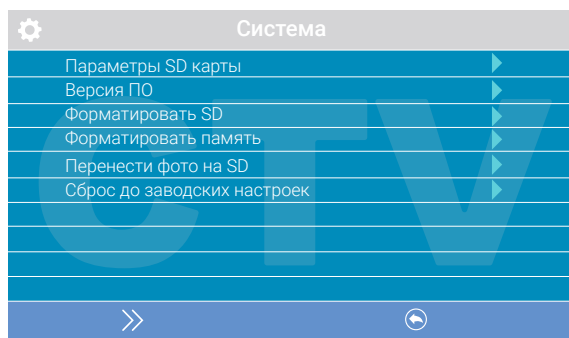 Система
Параметры SD карты
Версия ПО
Форматировать SD
Форматировать память
Перенести фото на SD
Сброс до заводских настроек
CTV